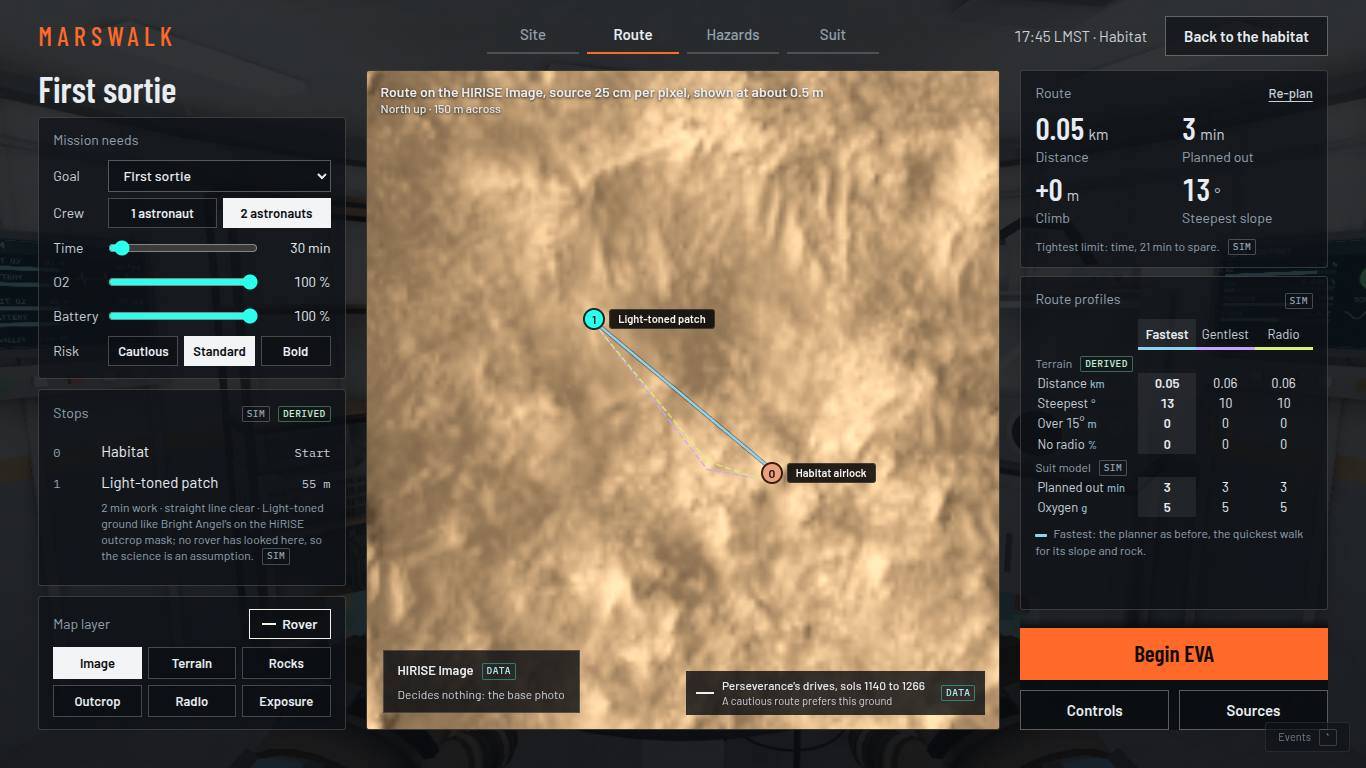 MARSWALK
Site
Route
Hazards
Suit
17:45 LMST · Habitat
Back to the habitat
First sortie
Mission needs
Goal
First sortie
Crew
1 astronaut
2 astronauts
Time
30 min
O2
100 %
Battery
100 %
Risk
Cautious
Standard
Bold
Stops
SIM
DERIVED
0 Habitat Start
1 Light-toned patch 55 m
2 min work · straight line clear · Light-toned
ground like Bright Angel's on the HiRISE
outcrop mask; no rover has looked here, so
the science is an assumption. SIM
Map layer
Rover
Image
Terrain
Rocks
Outcrop
Radio
Exposure
Route on the HiRISE Image, source 25 cm per pixel, shown at about 0.5 m
North up · 150 m across
1
Light-toned patch
0
Habitat airlock
HiRISE Image DATA
Decides nothing: the base photo
Perseverance's drives, sols 1140 to 1266
A cautious route prefers this ground
DATA
Route
Re-plan
0.05 km
3 min
Distance
Planned out
+0 m
13 °
Climb
Steepest slope
Tightest limit: time, 21 min to spare. SIM
Route profiles
SIM
Fastest Gentlest Radio
Terrain DERIVED
Distance km 0.05 0.06 0.06
Steepest ° 13 10 10
Over 15° m 0 0 0
No radio % 0 0 0
Suit model SIM
Planned out min 3 3 3
Oxygen g 5 5 5
Fastest: the planner as before, the quickest walk
for its slope and rock.
Begin EVA
Controls
Sources
Events `